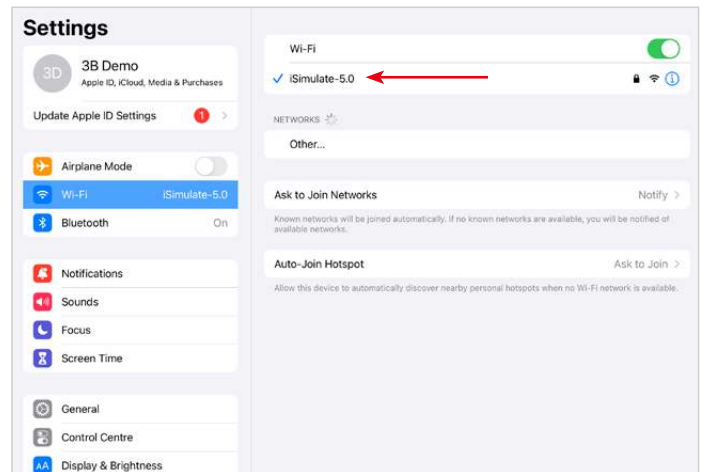 Settings
3D
3B Demo
Apple ID, iCloud, Media & Purchases
Update Apple ID Settings 1
Airplane Mode
Wi-Fi iSimulate-5.0
Bluetooth On
Notifications
Sounds
Focus
Screen Time
General
Control Centre
AA Display & Brightness
Wi-Fi
iSimulate-5.0
NETWORKS
Other...
Ask to Join Networks Notify
Known networks will be joined automatically. If no known networks are available, you will be notified of
available networks.
Auto-Join Hotspot Ask to Join
Allow this device to automatically discover nearby personal hotspots when no Wi-Fi network is available.